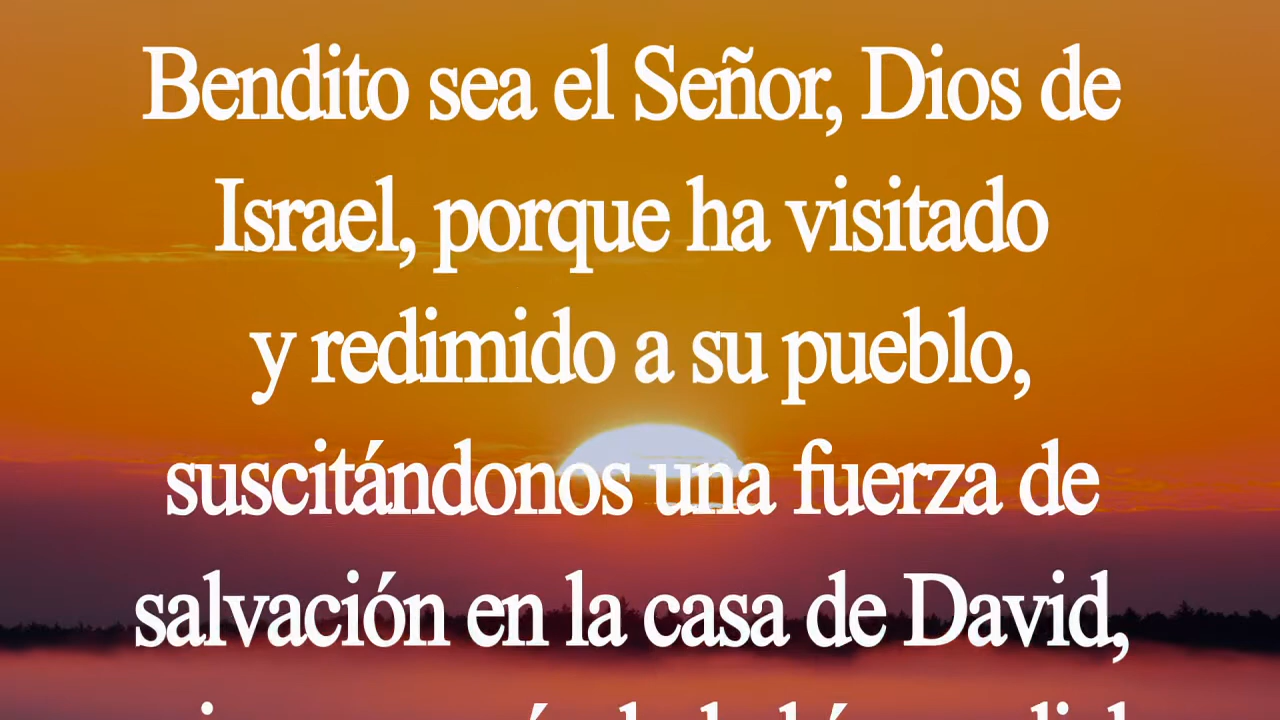 Bendito sea el Señor, Dios de
Israel, porque ha visitado
y redimido a su pueblo,
suscitándonos una fuerza de
salvación en la casa de David,